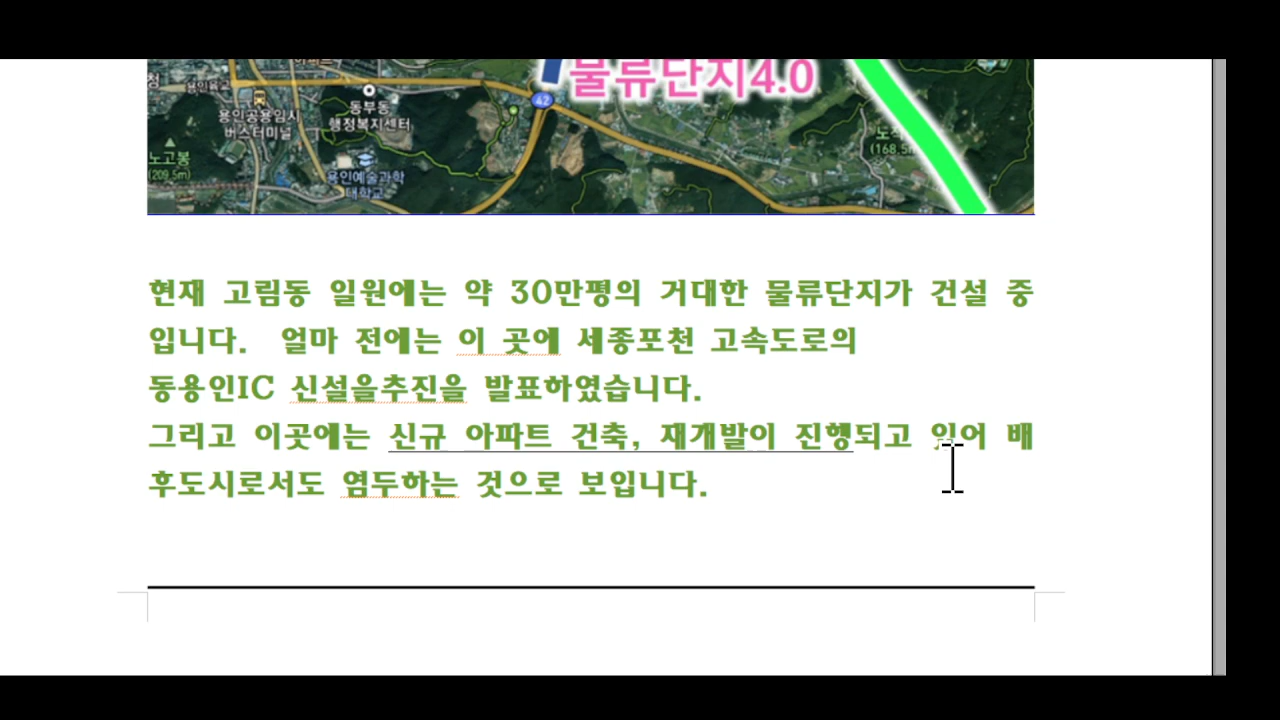 물류단지4.0
용인공용임시
버스터미널
42
동부동
행정복지센터
노고봉
(209.5m)
용인예술과학
대학교
현재 고림동 일원에는 약 30만평의 거대한 물류단지가 건설 중
입니다. 얼마 전에는 이 곳에 세종포천 고속도로의
동용인IC 신설을추진을 발표하였습니다.
그리고 이곳에는 신규 아파트 건축, 재개발이 진행되고 있어 배
후도시로서도 염두하는 것으로 보입니다.